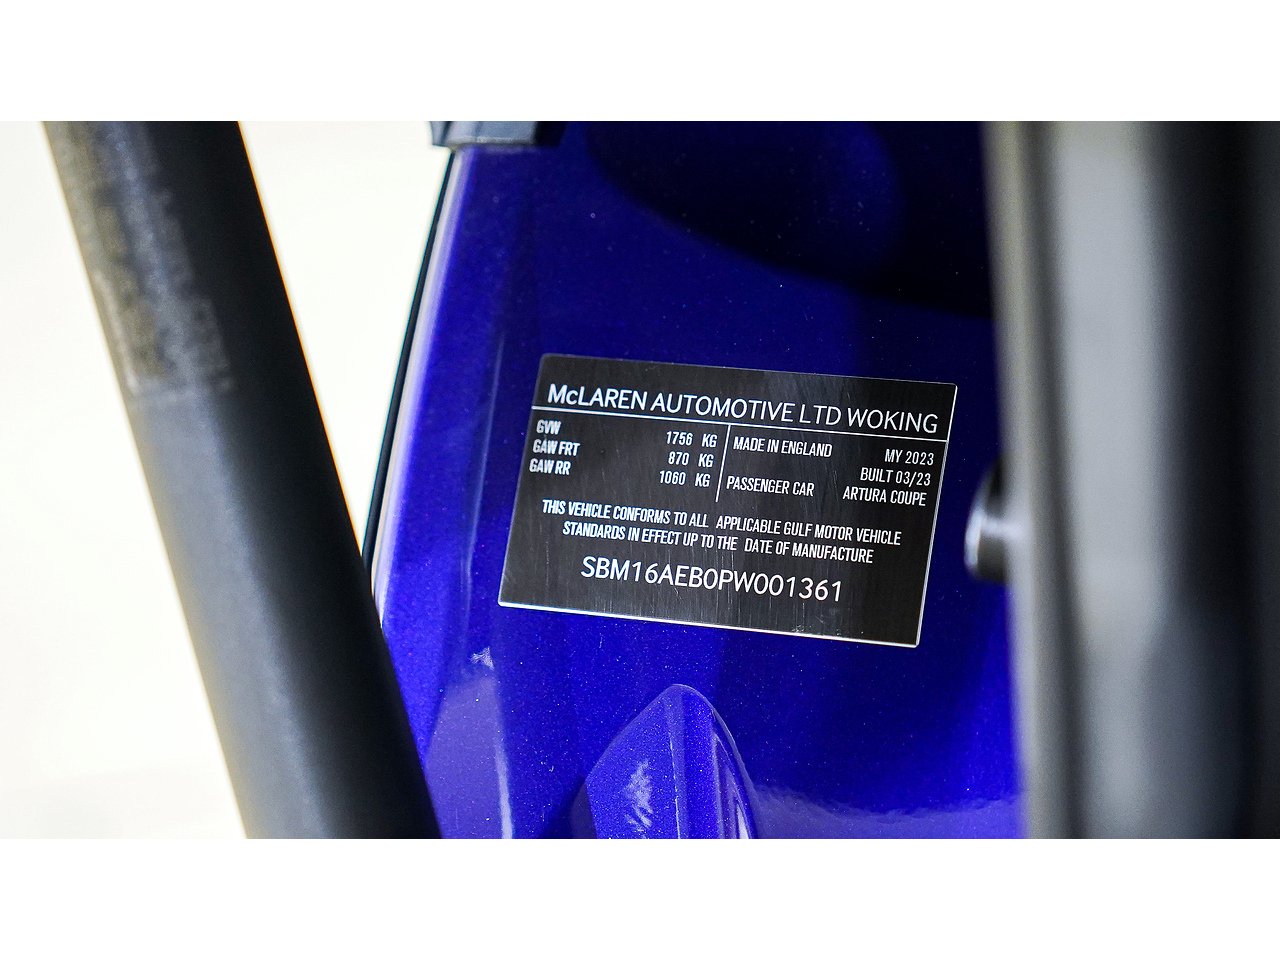 McLAREN AUTOMOTIVE LTD WOKING
GVW 1756 KG MADE IN ENGLAND MY 2023
GAW FRT 870 KG BUILT 03/23
GAW RR 1060 KG PASSENGER CAR ARTURA COUPE
THIS VEHICLE CONFORMS TO ALL APPLICABLE GULF MOTOR VEHICLE
STANDARDS IN EFFECT UP TO THE DATE OF MANUFACTURE
SBM16AEB0PW001361